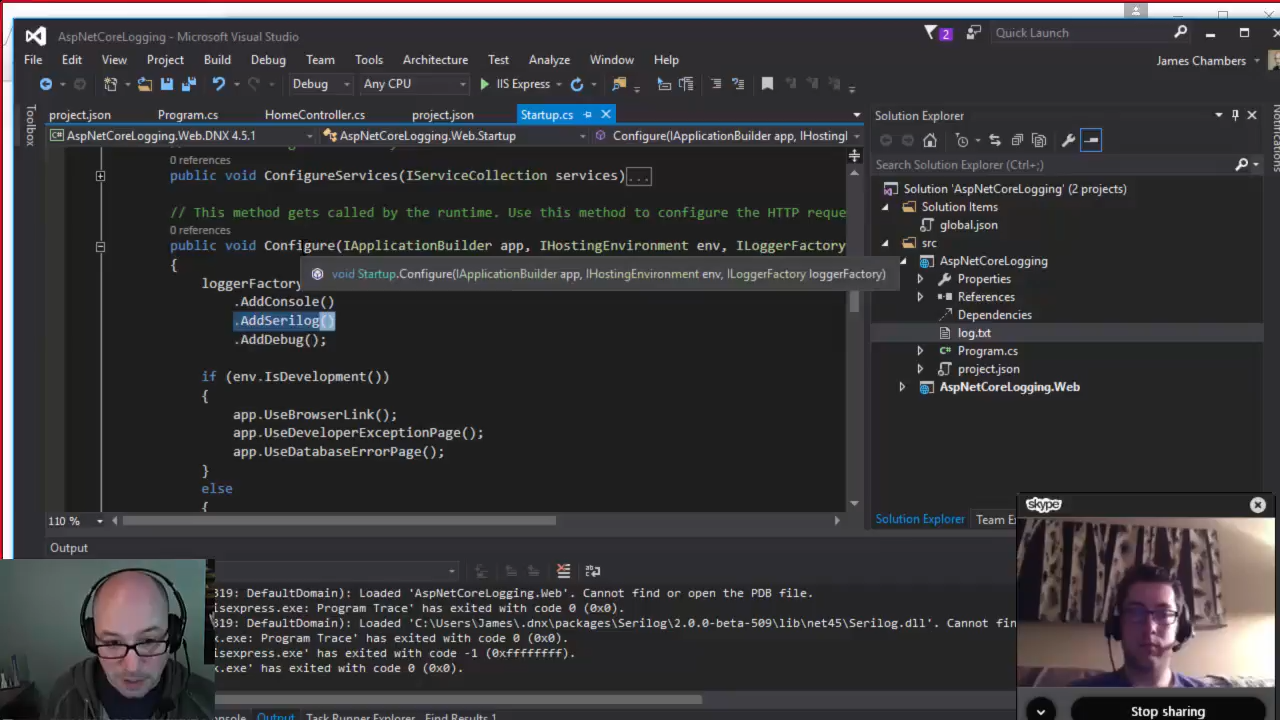 AspNetCoreLogging - Microsoft Visual Studio
2
Quick Launch
File Edit View Project Build Debug Team Tools Architecture Test Analyze Window Help
James Chambers
Debug Any CPU IIS Express
Toolbox
project.json Program.cs HomeController.cs project.json Startup.cs
AspNetCoreLogging.Web.DNX 4.5.1 AspNetCoreLogging.Web.Startup Configure(IApplicationBuilder app, IHostingl
0 references
public void ConfigureServices(IServiceCollection services)...
// This method gets called by the runtime. Use this method to configure the HTTP reque
0 references
public void Configure(IApplicationBuilder app, IHostingEnvironment env, ILoggerFactory
{
void Startup.Configure(IApplicationBuilder app, IHostingEnvironment env, ILoggerFactory loggerFactory)
loggerFactory
.AddConsole()
.AddSerilog()
.AddDebug();
if (env.IsDevelopment())
{
app.UseBrowserLink();
app.UseDeveloperExceptionPage();
app.UseDatabaseErrorPage();
}
else
{
110 %
Solution Explorer
Search Solution Explorer (Ctrl+;)
Solution 'AspNetCoreLogging' (2 projects)
Solution Items
global.json
src
AspNetCoreLogging
Properties
References
Dependencies
log.txt
Program.cs
project.json
AspNetCoreLogging.Web
Solution Explorer Team Ex
Notifications
Output
819: DefaultDomain): Loaded 'AspNetCoreLogging.Web'. Cannot find or open the PDB file.
isexpress.exe: Program Trace' has exited with code 0 (0x0).
819: DefaultDomain): Loaded 'C:\Users\James\.dnx\packages\Serilog\2.0.0-beta-509\lib\net45\Serilog.dll'. Cannot fin
x.exe: Program Trace' has exited with code 0 (0x0).
isexpress.exe' has exited with code -1 (0xffffffff).
x.exe' has exited with code 0 (0x0).
nsole Output Task Runner Explorer Find Results 1
skype
Stop sharing